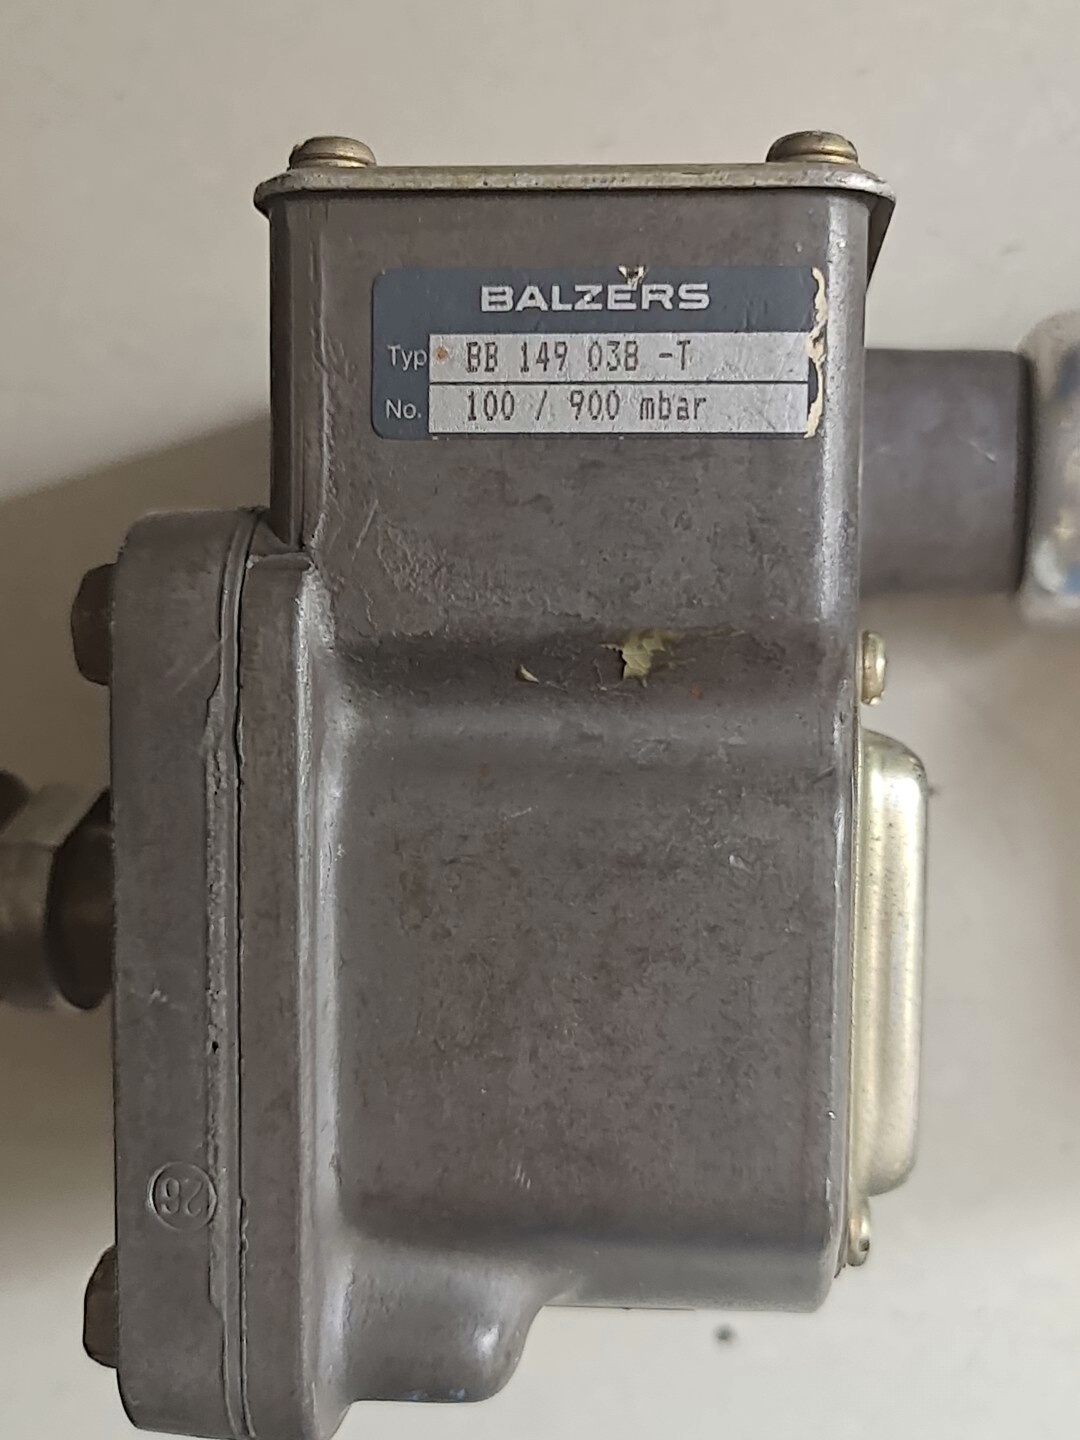 BALZERS
Typ BB 149 038 -T
No. 100 / 900 mbar
26